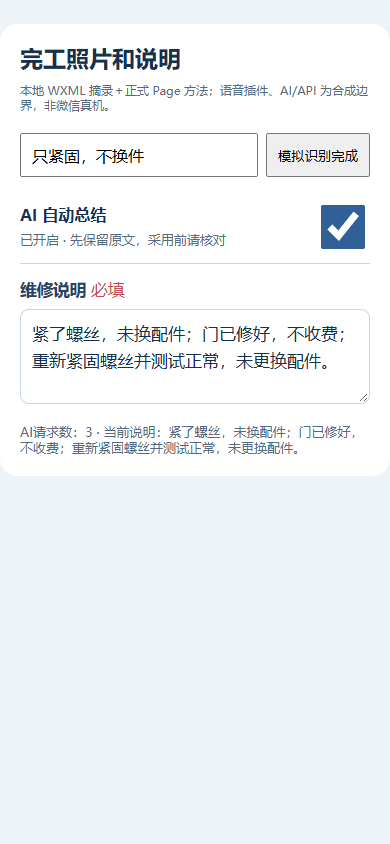 完工照片和说明
本地 WXML 摘录 + 正式 Page 方法；语音插件、AI/API 为合成边
界，非微信真机。
只紧固，不换件
模拟识别完成
AI 自动总结
已开启 · 先保留原文，采用前请核对
维修说明 必填
紧了螺丝，未换配件；门已修好，不收费；
重新紧固螺丝并测试正常，未更换配件。
AI请求数：3 · 当前说明：紧了螺丝，未换配件；门已修好，
不收费；重新紧固螺丝并测试正常，未更换配件。